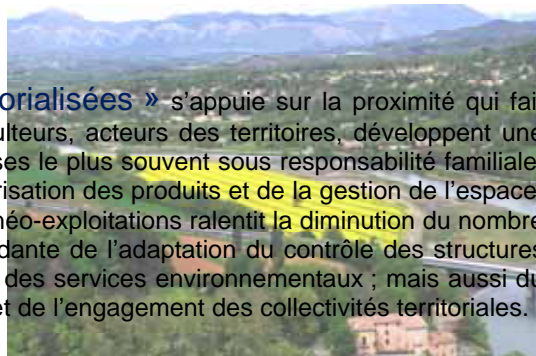 orialisées » s'appuie sur la proximité qui fai
ulteurs, acteurs des territoires, développent une
ses le plus souvent sous responsabilité familiale
risation des produits et de la gestion de l'espace
néo-exploitations ralentit la diminution du nombre
dante de l'adaptation du contrôle des structures
des services environnementaux ; mais aussi du
et de l'engagement des collectivités territoriales.